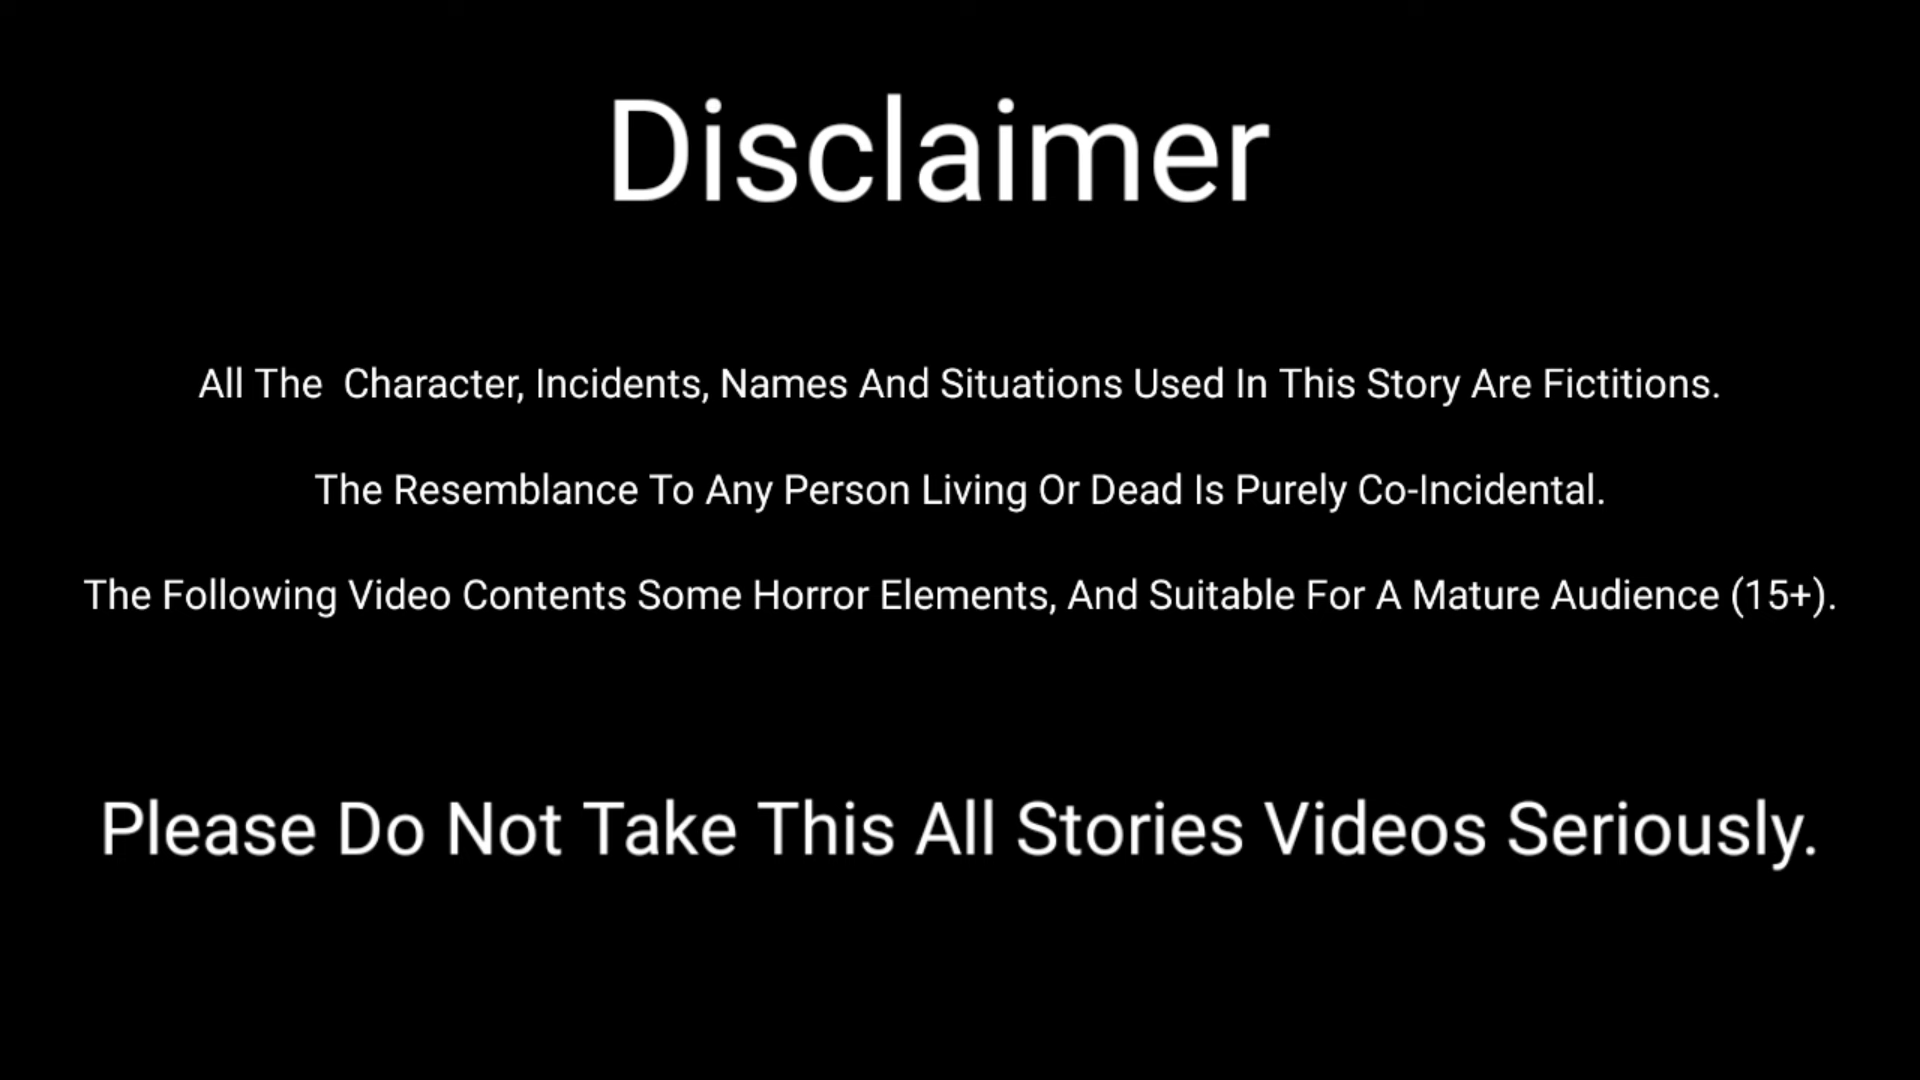 Disclaimer
All The  Character, Incidents, Names And Situations Used In This Story Are Fictitions.
The Resemblance To Any Person Living Or Dead Is Purely Co-Incidental.
The Following Video Contents Some Horror Elements, And Suitable For A Mature Audience (15+).
Please Do Not Take This All Stories Videos Seriously.